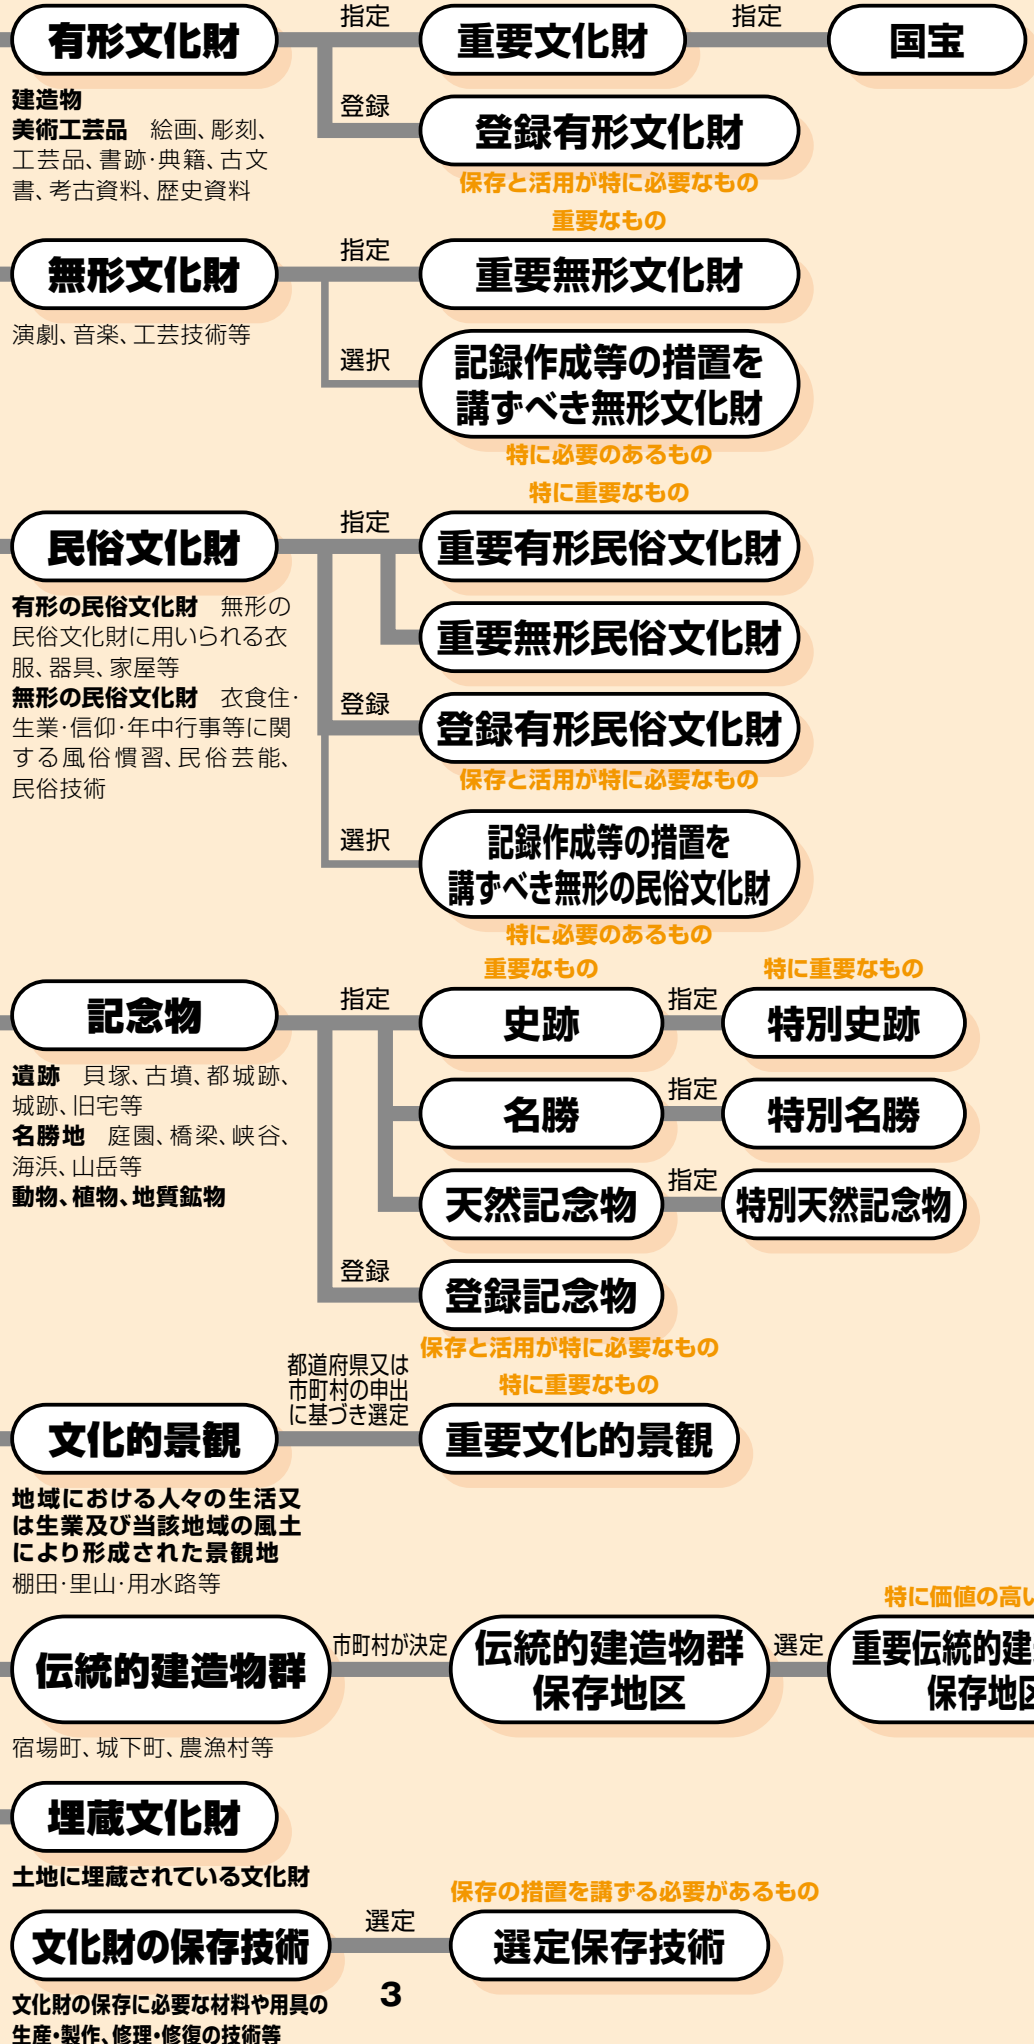 指定
指定
有形文化財
重要文化財
国宝
建造物
美術工芸品　絵画、彫刻、
工芸品、書跡・典籍、古文
書、考古資料、歴史資料
登録
登録有形文化財
保存と活用が特に必要なもの
重要なもの
無形文化財
指定
重要無形文化財
演劇、音楽、工芸技術等
選択
記録作成等の措置を
講ずべき無形文化財
特に必要のあるもの
特に重要なもの
民俗文化財
指定
重要有形民俗文化財
有形の民俗文化財　無形の
民俗文化財に用いられる衣
服、器具、家屋等
無形の民俗文化財　衣食住・
生業・信仰・年中行事等に関
する風俗慣習、民俗芸能、
民俗技術
重要無形民俗文化財
登録
登録有形民俗文化財
保存と活用が特に必要なもの
選択
記録作成等の措置を
講ずべき無形の民俗文化財
特に必要のあるもの
重要なもの
特に重要なもの
記念物
指定
史跡
指定
特別史跡
遺跡　貝塚、古墳、都城跡、
城跡、旧宅等
名勝地　庭園、橋梁、峡谷、
海浜、山岳等
動物、植物、地質鉱物
名勝
指定
特別名勝
天然記念物
指定
特別天然記念物
登録
登録記念物
保存と活用が特に必要なもの
特に重要なもの
都道府県又は
市町村の申出
に基づき選定
文化的景観
重要文化的景観
地域における人々の生活又
は生業及び当該地域の風土
により形成された景観地
棚田・里山・用水路等
特に価値の高い
伝統的建造物群
市町村が決定
伝統的建造物群
保存地区
選定
重要伝統的建
保存地区
宿場町、城下町、農漁村等
埋蔵文化財
土地に埋蔵されている文化財
保存の措置を講ずる必要があるもの
文化財の保存技術
選定
選定保存技術
文化財の保存に必要な材料や用具の
生産・製作、修理・修復の技術等
3